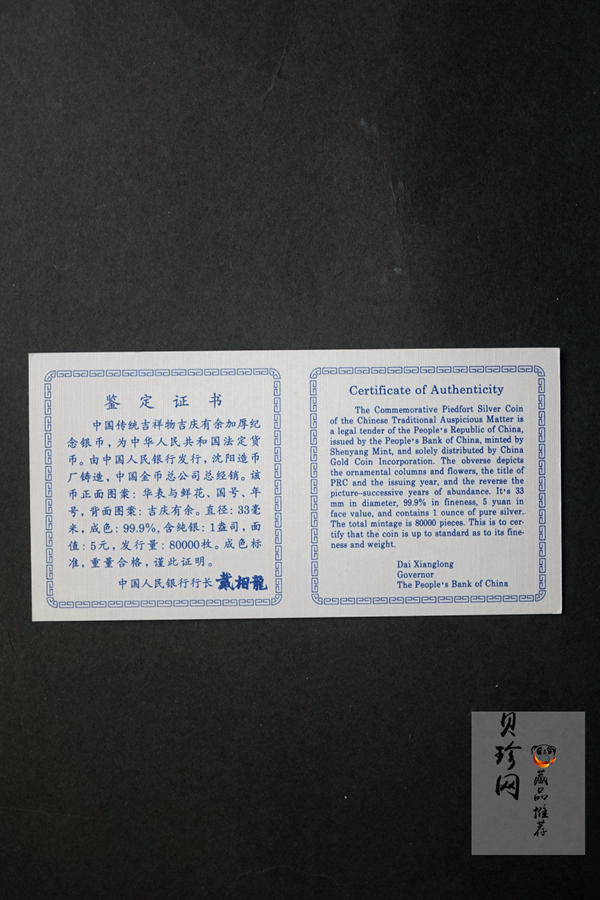 鉴定证书
中国传统吉祥物吉庆有余加厚纪
念银币，为中华人民共和国法定货
币。由中国人民银行发行，沈阳造币
厂铸造，中国金币总公司总经销。该
币正面图案：华表与鲜花、国号、年
号，背面图案：吉庆有余。直径：33毫
米，成色：99.9%，含纯银：1盎司，面
值：5元，发行量：80000枚。成色标
准，重量合格，谨此证明。
中国人民银行行长 戴相龍
Certificate of Authenticity
The Commemorative Piedfort Silver Coin
of the Chinese Traditional Auspicious Matter is
a legal tender of the People's Republic of China,
issued by the People's Bank of China, minted by
Shenyang Mint, and solely distributed by China
Gold Coin Incorporation. The obverse depicts
the ornamental columns and flowers, the title of
PRC and the issuing year, and the reverse the
picture-successive years of abundance. It's 33
mm in diameter, 99.9% in fineness, 5 yuan in
face value, and contains 1 ounce of pure silver.
The total mintage is 80000 pieces. This is to cer-
tify that the coin is up to standard as to its fine-
ness and weight.
Dai Xianglong
Governor
The People's Bank of China
贝珍网
藏品推荐